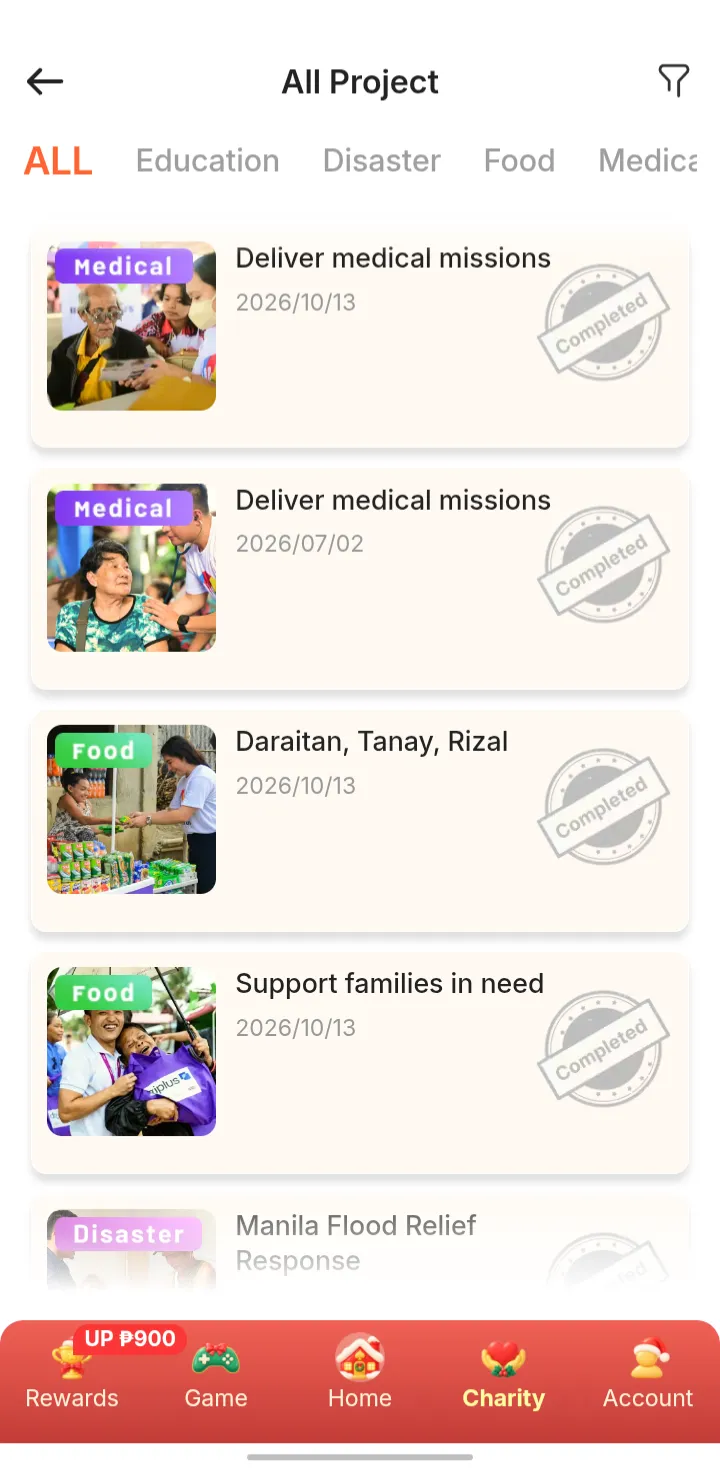 All Project
ALL Education Disaster Food Medica
Medical
Deliver medical missions
2026/10/13
Completed
Medical
Deliver medical missions
2026/07/02
Completed
Food
Daraitan, Tanay, Rizal
2026/10/13
Completed
Food
Support families in need
2026/10/13
Completed
Disaster
Manila Flood Relief
Response
UP ₱900
Rewards Game Home Charity Account